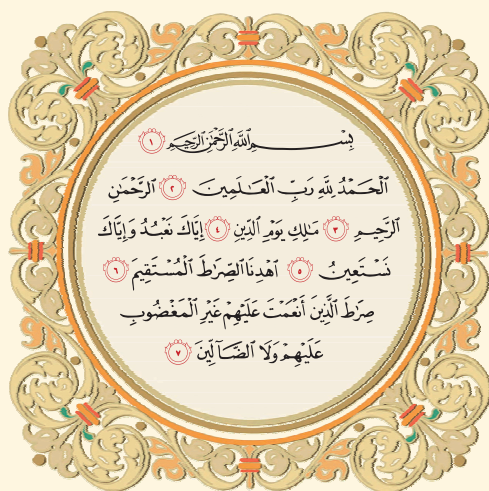 بِسْمِ ٱللَّهِ ٱلرَّحْمَٰنِ ٱلرَّحِيمِ ١
ٱلْحَمْدُ لِلَّهِ رَبِّ ٱلْعَٰلَمِينَ ٢ ٱلرَّحْمَٰنِ
ٱلرَّحِيمِ ٣ مَٰلِكِ يَوْمِ ٱلدِّينِ ٤ إِيَّاكَ نَعْبُدُ وَإِيَّاكَ
نَسْتَعِينُ ٥ ٱهْدِنَا ٱلصِّرَٰطَ ٱلْمُسْتَقِيمَ ٦
صِرَٰطَ ٱلَّذِينَ أَنْعَمْتَ عَلَيْهِمْ غَيْرِ ٱلْمَغْضُوبِ
عَلَيْهِمْ وَلَا ٱلضَّآلِّينَ ٧